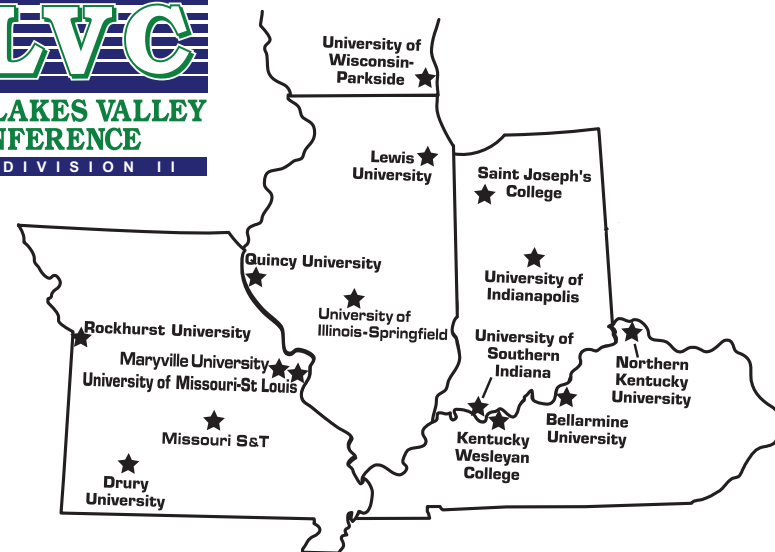 LVC
LAKES VALLEY
NFERENCE
DIVISION II
University of
Wisconsin-
Parkside
Lewis
University
Saint Joseph's
College
Quincy University
University of
Indianapolis
University of
Illinois-Springfield
Rockhurst University
University of
Southern
Indiana
Maryville University
University of Missouri-St Louis
Northern
Kentucky
University
Missouri S&T
Bellarmine
University
Kentucky
Wesleyan
College
Drury
University